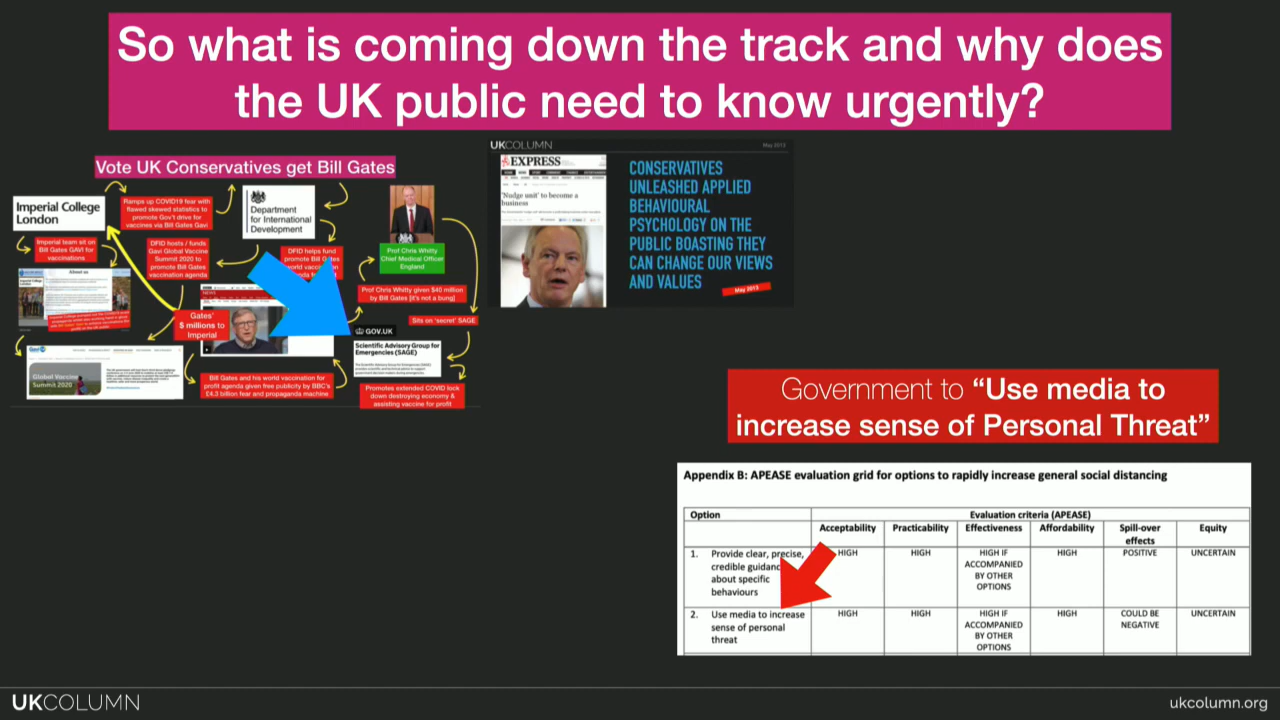 So what is coming down the track and why does
the UK public need to know urgently?
Vote UK Conservatives get Bill Gates
Imperial College
London
Ramps up COVID19 fear with
flawed skewed statistics to
promote Gov't drive for
vaccines via Bill Gates Gavi
Department
for International
Development
Imperial team sit on
Bill Gates GAVI for
vaccinations
DFID hosts / funds
Gavi Global Vaccine
Summit 2020 to
promote Bill Gates
vaccination agenda
DFID helps fund
promote Bill Gates
world
Prof Chris Whitty
Chief Medical Officer
England
About us
Prof Chris Whitty given $40 million
by Bill Gates [it's not a bung]
Gates'
$ millions to
Imperial
NEWS
Sits on 'secret' SAGE
GOV.UK
Scientific Advisory Group for
Emergencies (SAGE)
Global Vaccine
Summit 2020
Bill Gates and his world vaccination for
profit agenda given free publicity by BBC's
£4.3 billion fear and propaganda machine
Promotes extended COVID lock
down destroying economy &
assisting vaccine for profit
UKCOLUMN
May 2013
EXPRESS
'Nudge unit' to become a
business
CONSERVATIVES
UNLEASHED APPLIED
BEHAVIOURAL
PSYCHOLOGY ON THE
PUBLIC BOASTING THEY
CAN CHANGE OUR VIEWS
AND VALUES
May 2013
Government to “Use media to
increase sense of Personal Threat”
Appendix B: APEASE evaluation grid for options to rapidly increase general social distancing
Option Evaluation criteria (APEASE)
Acceptability Practicability Effectiveness Affordability Spill-over effects Equity
1. Provide clear, precise, HIGH HIGH HIGH IF HIGH POSITIVE UNCERTAIN
credible guidance ACCOMPANIED
about specific BY OTHER
behaviours OPTIONS
2. Use media to increase HIGH HIGH HIGH IF HIGH COULD BE UNCERTAIN
sense of personal ACCOMPANIED NEGATIVE
threat BY OTHER
OPTIONS
UKCOLUMN
ukcolumn.org